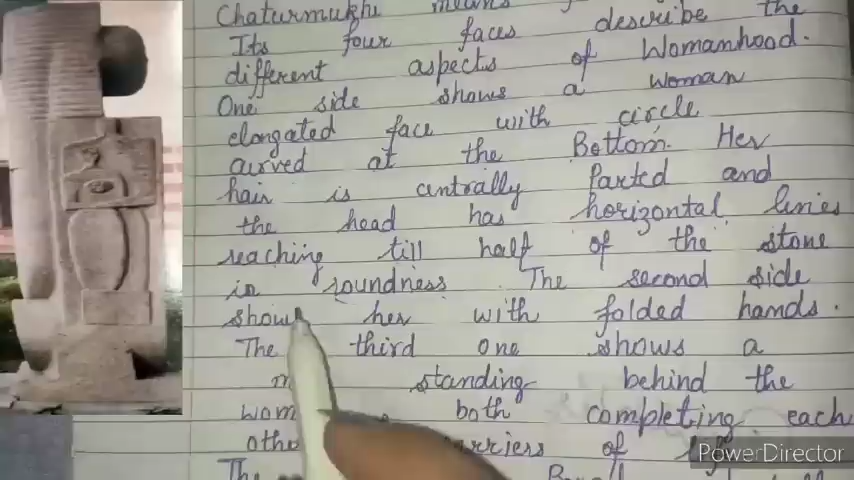 Chaturmukhi means
Its four faces describe the
different aspects of Womanhood.
One side shows a woman
elongated face with circle
curved at the Bottom. Her
hair is centrally Parted and
the head has horizontal lines
reaching till half of the stone
in roundness. The second side
show her with folded hands.
The third one shows a
standing behind the
both completing each
of
The
PowerDirector